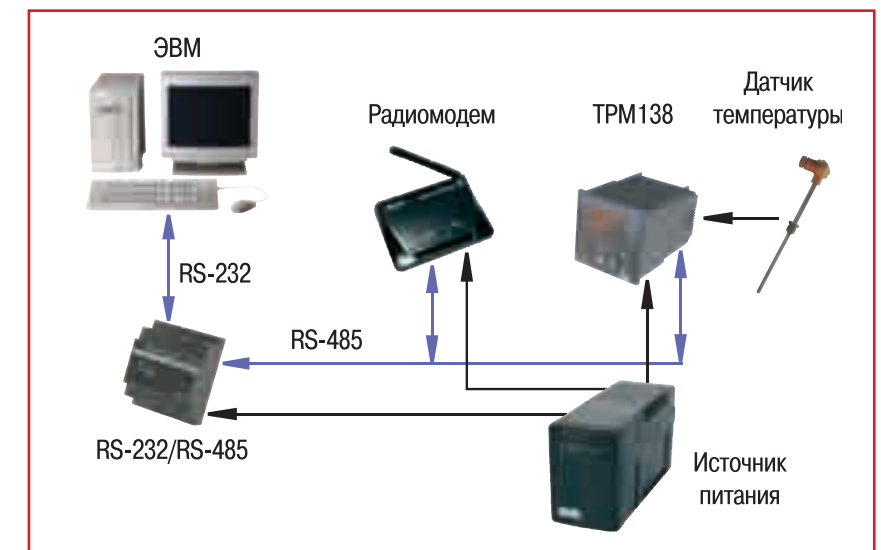 ЭВМ
Радиомодем
ТРМ138
Датчик
температуры
RS-232
RS-485
RS-232/RS-485
Источник
питания